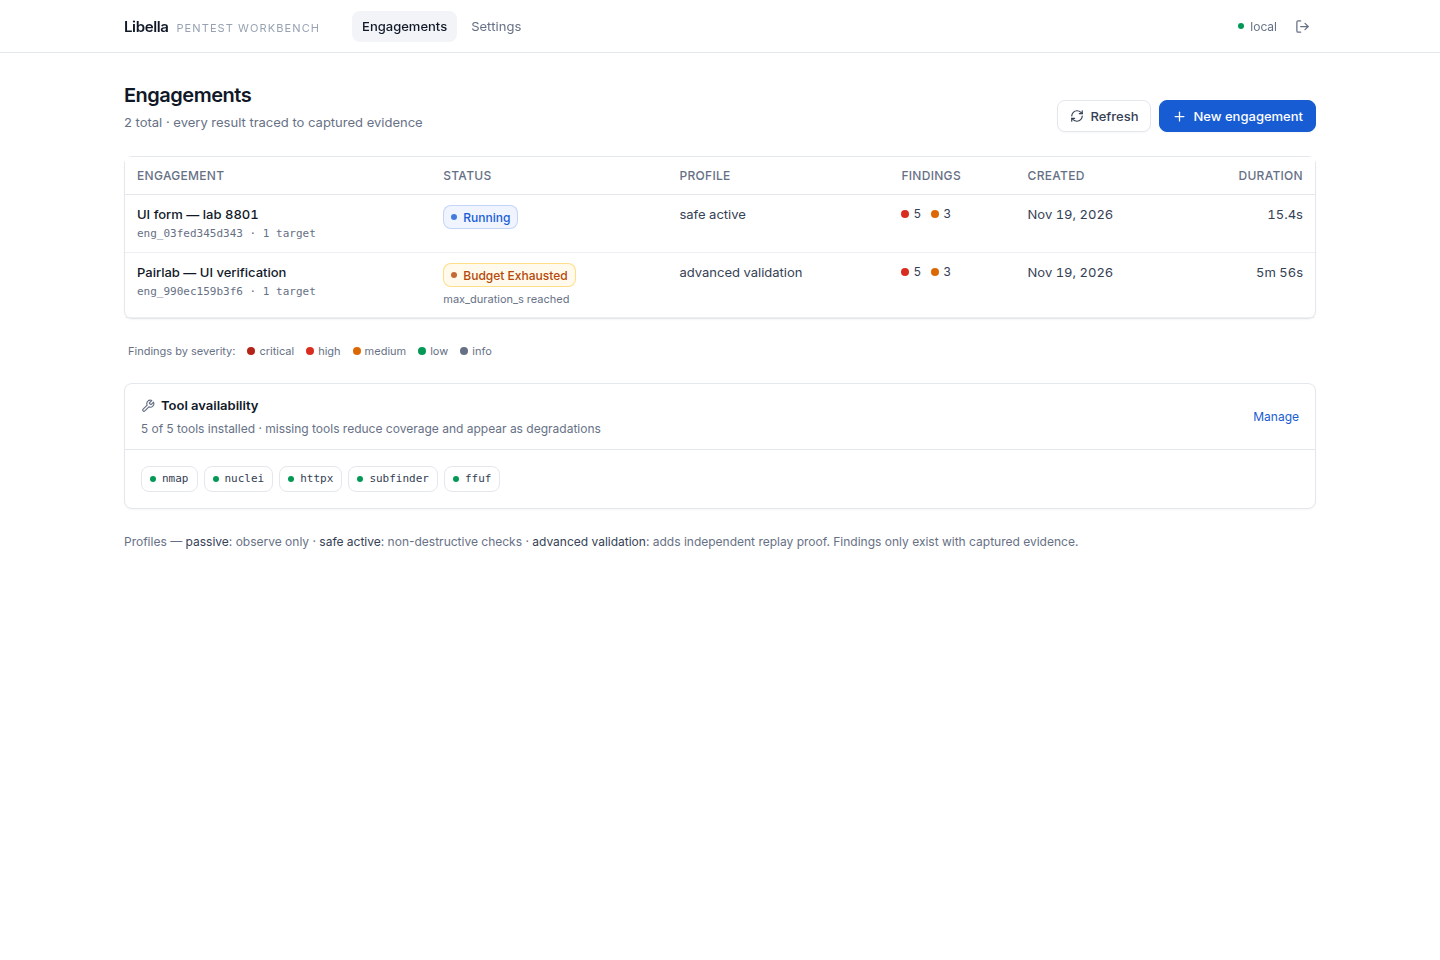 Libella PENTEST WORKBENCH Engagements Settings local
Engagements
2 total · every result traced to captured evidence
Refresh New engagement
ENGAGEMENT STATUS PROFILE FINDINGS CREATED DURATION
UI form — lab 8801 Running safe active 5 3 Nov 19, 2026 15.4s
eng_03fed345d343 · 1 target
Pairlab — UI verification Budget Exhausted advanced validation 5 3 Nov 19, 2026 5m 56s
eng_990ec159b3f6 · 1 target
max_duration_s reached
Findings by severity: critical high medium low info
Tool availability
5 of 5 tools installed · missing tools reduce coverage and appear as degradations
Manage
nmap nuclei httpx subfinder ffuf
Profiles — passive: observe only · safe active: non-destructive checks · advanced validation: adds independent replay proof. Findings only exist with captured evidence.